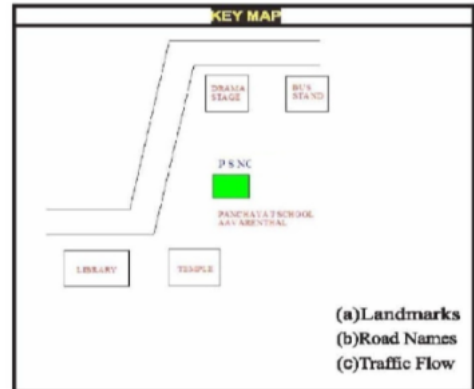 KEY MAP
DRAMA
STAGE
BUS
STAND
P S NO
PANCHAYAT SCHOOL
LIBRARY
TEMPLE
(a)Landmarks
(b)Road Names
(c)Traffic Flow